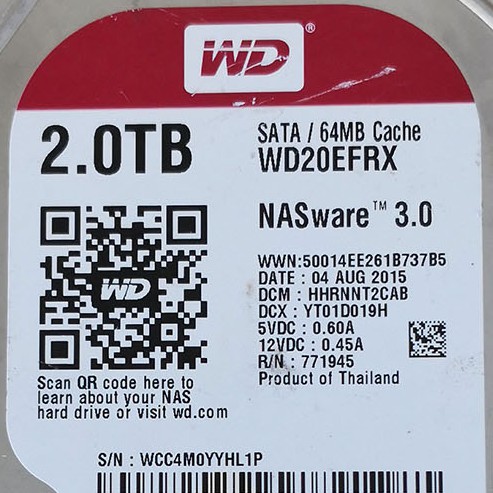 WD®
2.0TB
SATA / 64MB Cache
WD20EFRX
NASware™ 3.0
WWN:50014EE261B737B5
DATE : 04 AUG 2015
DCM : HHRNNT2CAB
DCX : YT01D019H
5VDC : 0.60A
12VDC : 0.45A
R/N : 771945
Product of Thailand
WD
Scan QR code here to
learn about your NAS
hard drive or visit wd.com
S/N : WCC4M0YYHL1P